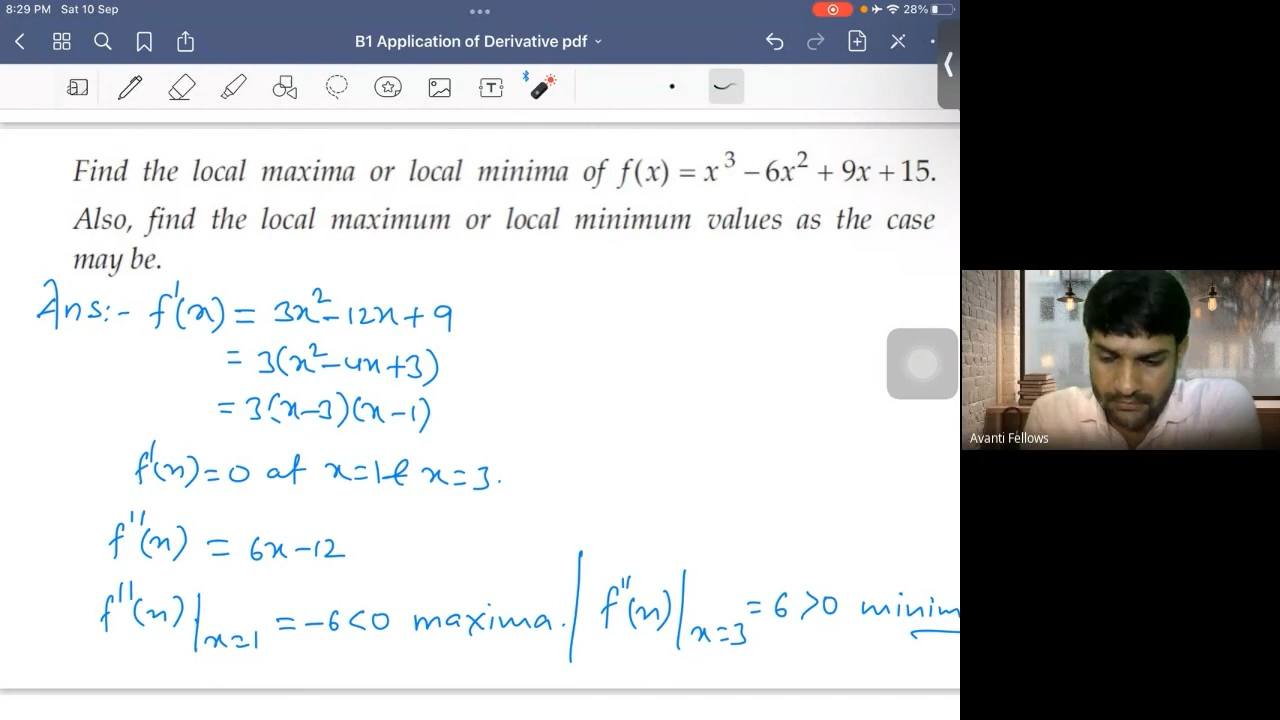 8:29 PM Sat 10 Sep
28%
B1 Application of Derivative pdf
T
Find the local maxima or local minima of f(x) = x³ − 6x² + 9x + 15.
Also, find the local maximum or local minimum values as the case
may be.
Ans:- f'(x) = 3x² - 12x + 9
= 3(x² - 4x + 3)
= 3(x-3)(x-1)
f'(x) = 0 at x=1 & x=3.
f''(x) = 6x - 12
f''(x)|x=1 = -6 < 0 maxima. / f''(x)|x=3 = 6 > 0 minim
Avanti Fellows